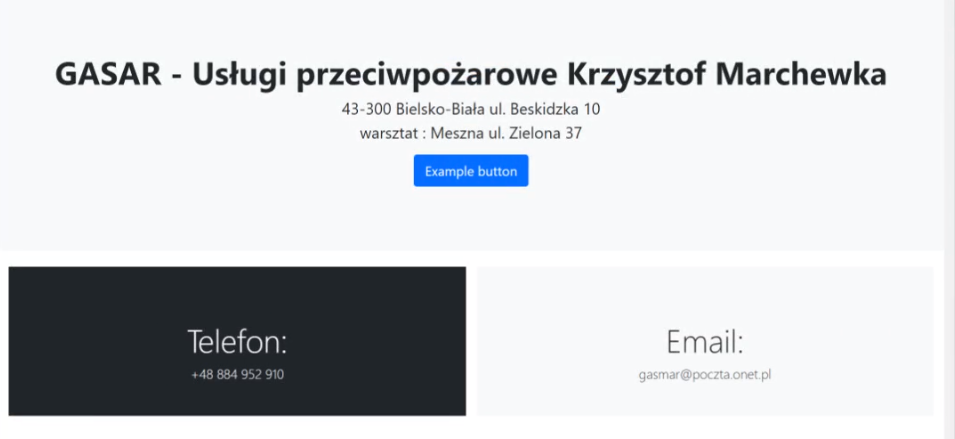 GASAR - Usługi przeciwpożarowe Krzysztof Marchewka
43-300 Bielsko-Biała ul. Beskidzka 10
warsztat : Meszna ul. Zielona 37
Example button
Telefon:
+48 884 952 910
Email:
gasmar@poczta.onet.pl